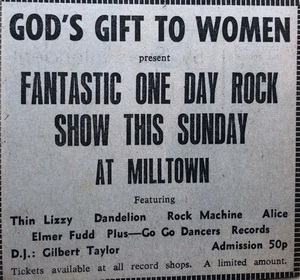 GOD'S GIFT TO WOMEN
present
FANTASTIC ONE DAY ROCK
SHOW THIS SUNDAY
AT MILLTOWN
Featuring
Thin Lizzy Dandelion Rock Machine Alice
Elmer Fudd Plus—Go Go Dancers Records
D.J.: Gilbert Taylor Admission 50p
Tickets available at all record shops. A limited amount.